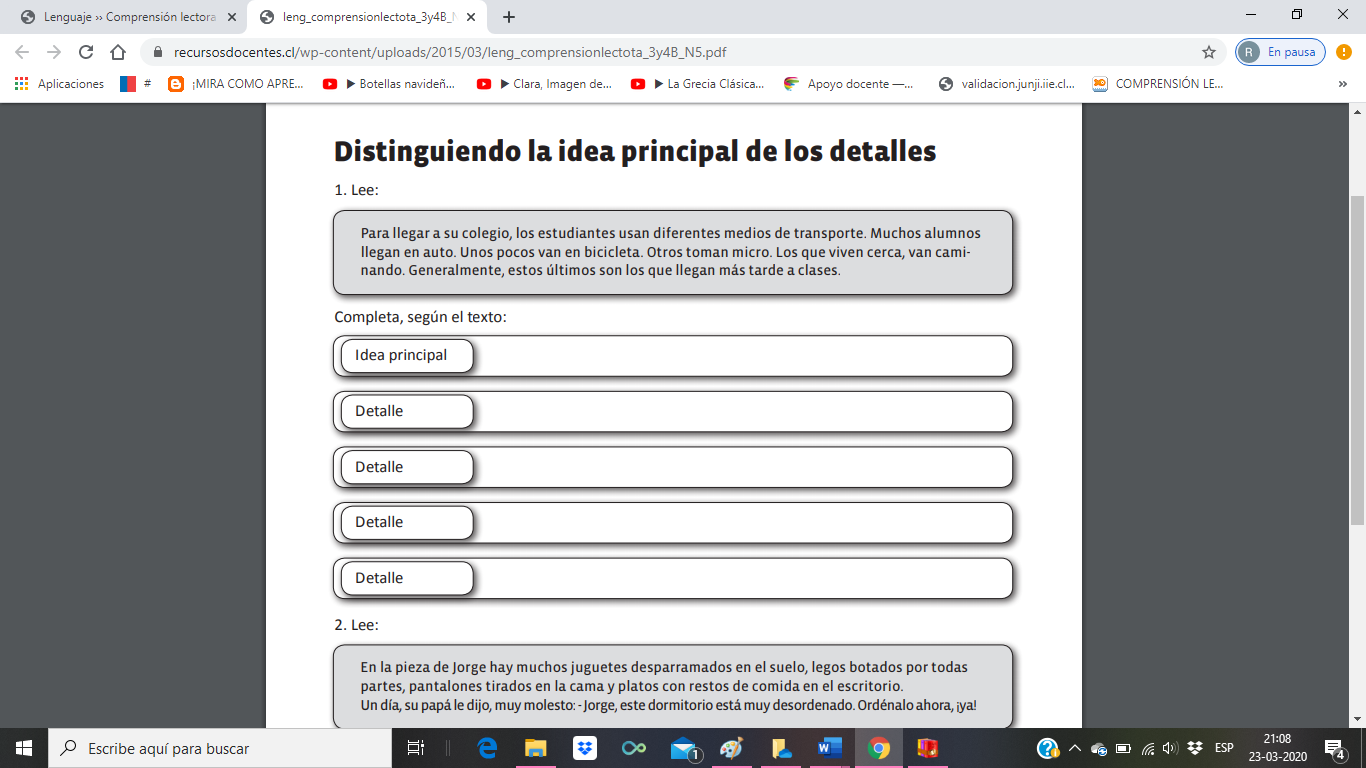 Lenguaje ›› Comprensión lectora
leng_comprensionlectota_3y4B_N
recursosdocentes.cl/wp-content/uploads/2015/03/leng_comprensionlectota_3y4B_N5.pdf
R
En pausa
Aplicaciones
#
¡MIRA COMO APRE...
▶ Botellas navideñ...
▶ Clara, Imagen de...
▶ La Grecia Clásica...
Apoyo docente —...
validacion.junji.iie.cl...
COMPRENSIÓN LE...
»
Distinguiendo la idea principal de los detalles
1. Lee:
Para llegar a su colegio, los estudiantes usan diferentes medios de transporte. Muchos alumnos
llegan en auto. Unos pocos van en bicicleta. Otros toman micro. Los que viven cerca, van cami-
nando. Generalmente, estos últimos son los que llegan más tarde a clases.
Completa, según el texto:
Idea principal
Detalle
Detalle
Detalle
Detalle
2. Lee:
En la pieza de Jorge hay muchos juguetes desparramados en el suelo, legos botados por todas
partes, pantalones tirados en la cama y platos con restos de comida en el escritorio.
Un día, su papá le dijo, muy molesto: - Jorge, este dormitorio está muy desordenado. Ordénalo ahora, ¡ya!
Escribe aquí para buscar
1
ESP
21:08
23-03-2020
4